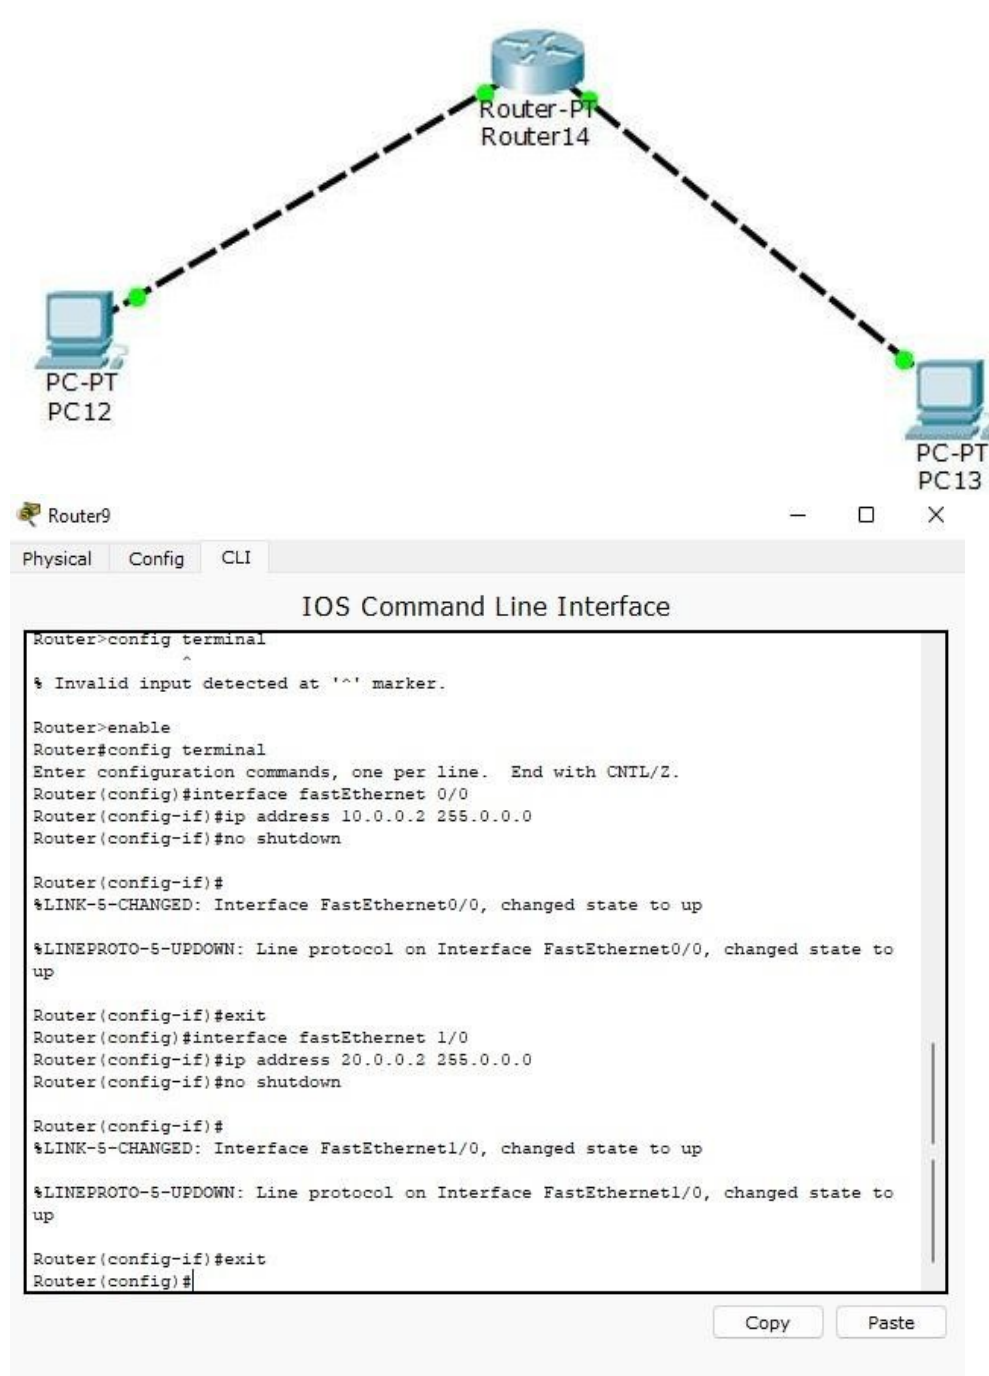 Router-PT
Router14
PC-PT
PC12
PC-PT
PC13
Router9
Physical Config CLI
IOS Command Line Interface
Router>config terminal
^
% Invalid input detected at '^' marker.
Router>enable
Router#config terminal
Enter configuration commands, one per line. End with CNTL/Z.
Router(config)#interface fastEthernet 0/0
Router(config-if)#ip address 10.0.0.2 255.0.0.0
Router(config-if)#no shutdown
Router(config-if)#
%LINK-5-CHANGED: Interface FastEthernet0/0, changed state to up
%LINEPROTO-5-UPDOWN: Line protocol on Interface FastEthernet0/0, changed state to
up
Router(config-if)#exit
Router(config)#interface fastEthernet 1/0
Router(config-if)#ip address 20.0.0.2 255.0.0.0
Router(config-if)#no shutdown
Router(config-if)#
%LINK-5-CHANGED: Interface FastEthernet1/0, changed state to up
%LINEPROTO-5-UPDOWN: Line protocol on Interface FastEthernet1/0, changed state to
up
Router(config-if)#exit
Router(config)#
Copy Paste